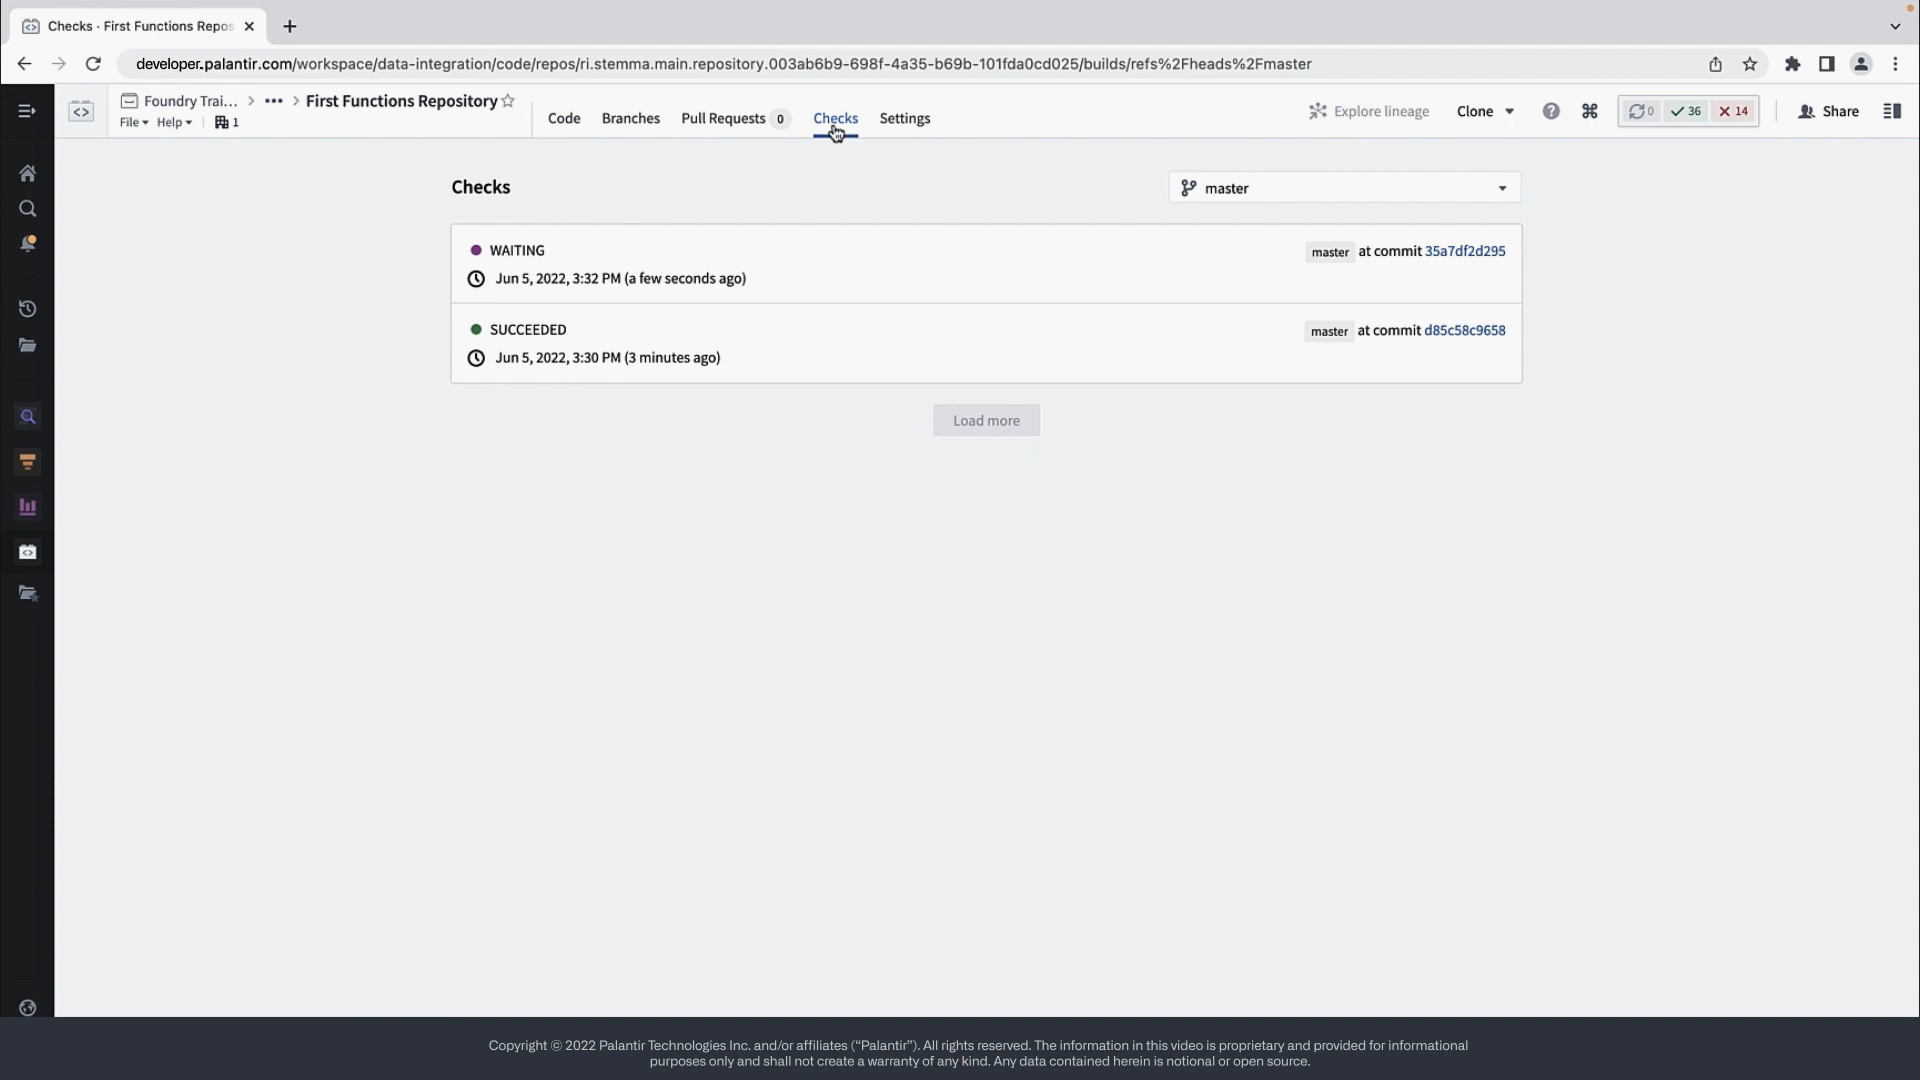 Checks · First Functions Repos
developer.palantir.com/workspace/data-integration/code/repos/ri.stemma.main.repository.003ab6b9-698f-4a35-b69b-101fda0cd025/builds/refs%2Fheads%2Fmaster
Foundry Trai... > ••• > First Functions Repository
File Help 1
Code Branches Pull Requests 0 Checks Settings
Explore lineage Clone 0 36 14 Share
Checks
master
WAITING
master at commit 35a7df2d295
Jun 5, 2022, 3:32 PM (a few seconds ago)
SUCCEEDED
master at commit d85c58c9658
Jun 5, 2022, 3:30 PM (3 minutes ago)
Load more
Copyright © 2022 Palantir Technologies Inc. and/or affiliates (“Palantir”). All rights reserved. The information in this video is proprietary and provided for informational
purposes only and shall not create a warranty of any kind. Any data contained herein is notional or open source.